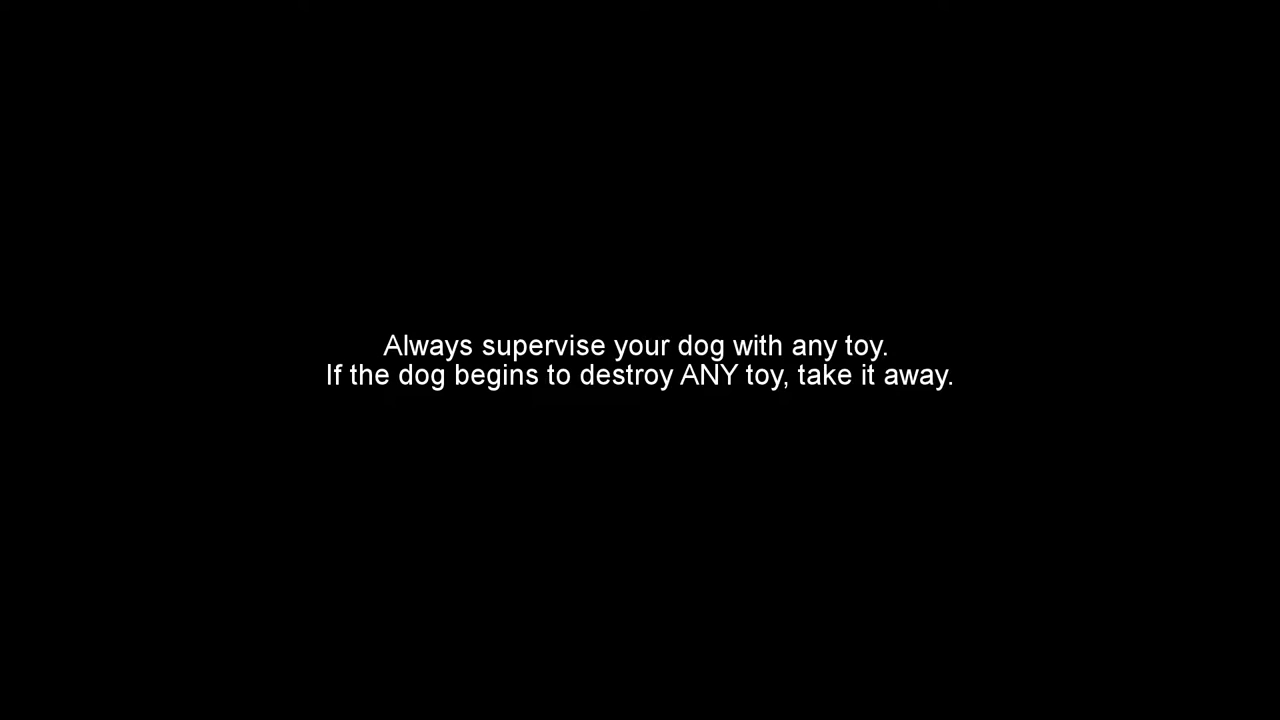 Always supervise your dog with any toy.
If the dog begins to destroy ANY toy, take it away.